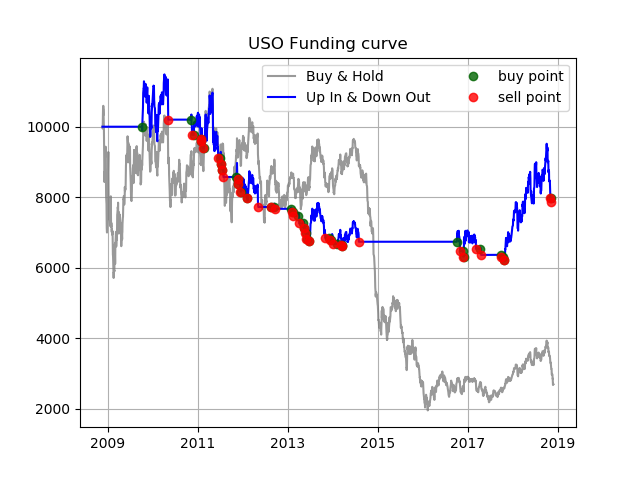 USO Funding curve
Buy & Hold
Up In & Down Out
buy point
sell point
10000
8000
6000
4000
2000
2009 2011 2013 2015 2017 2019